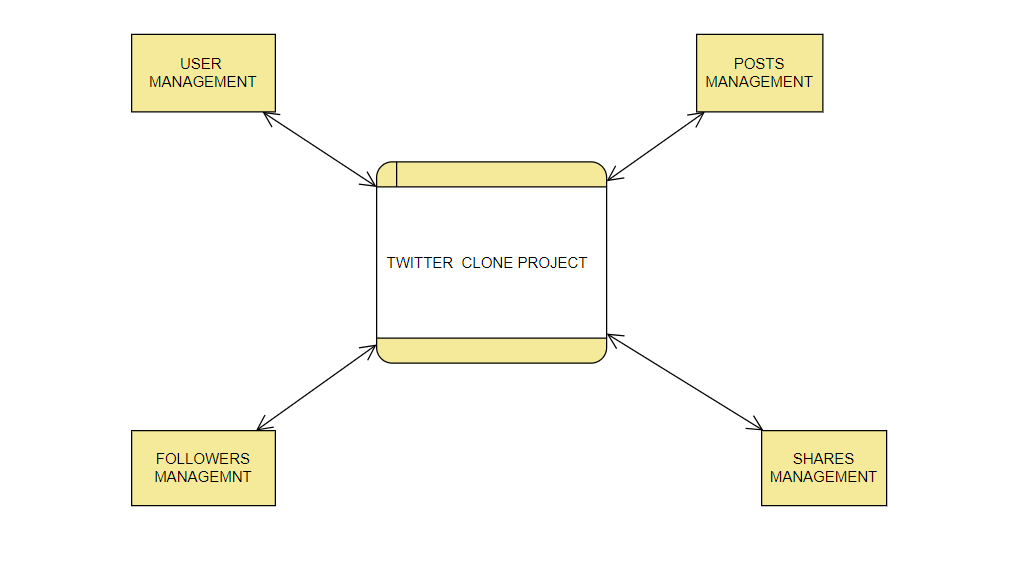 USER
MANAGEMENT
POSTS
MANAGEMENT
TWITTER  CLONE PROJECT
FOLLOWERS
MANAGEMNT
SHARES
MANAGEMENT